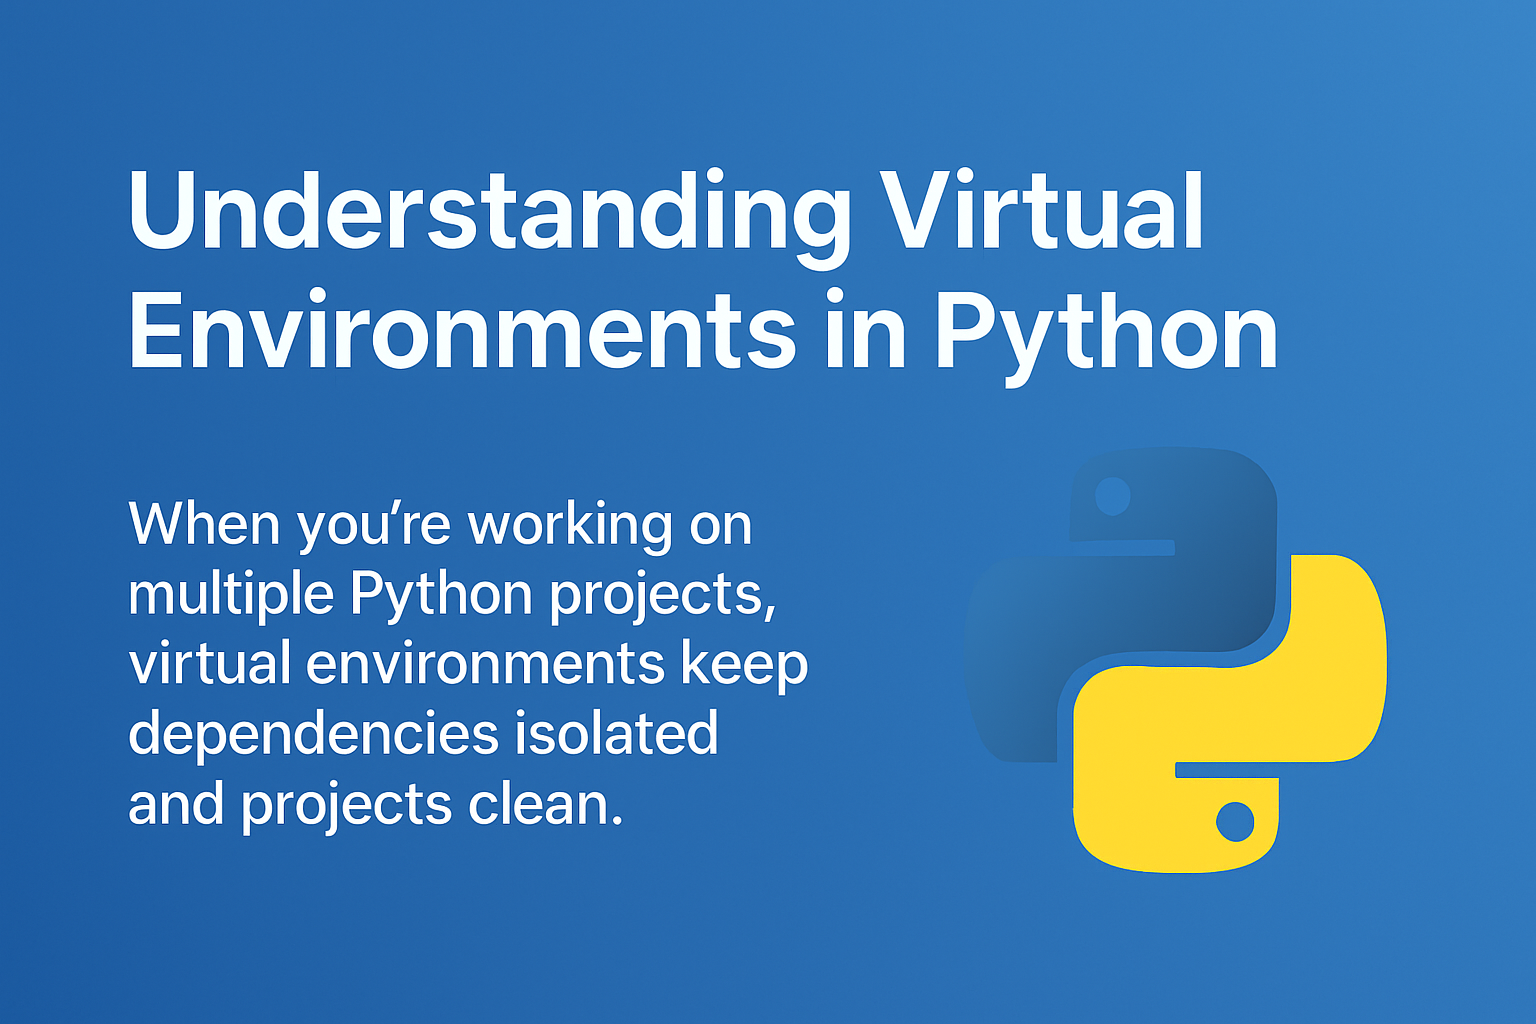 Understanding Virtual
Environments in Python
When you’re working on
multiple Python projects,
virtual environments keep
dependencies isolated
and projects clean.